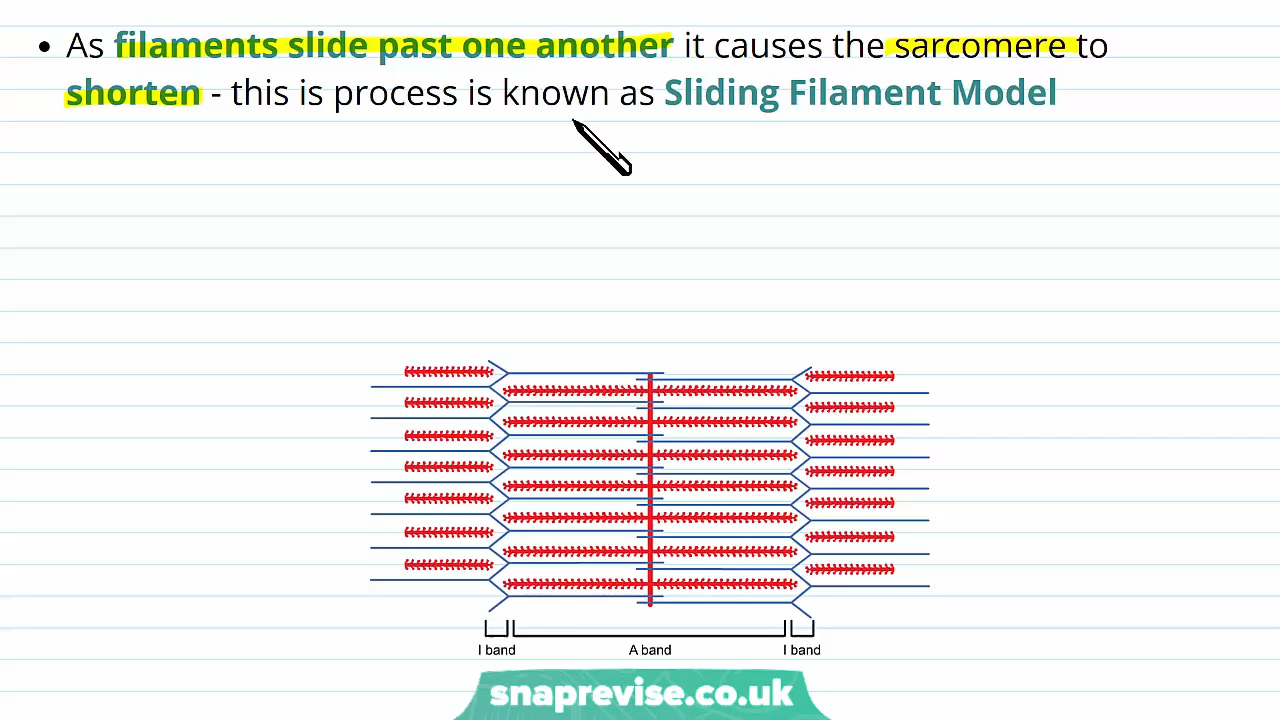 • As filaments slide past one another it causes the sarcomere to
shorten - this is process is known as Sliding Filament Model
I band A band I band
snaprevise.co.uk